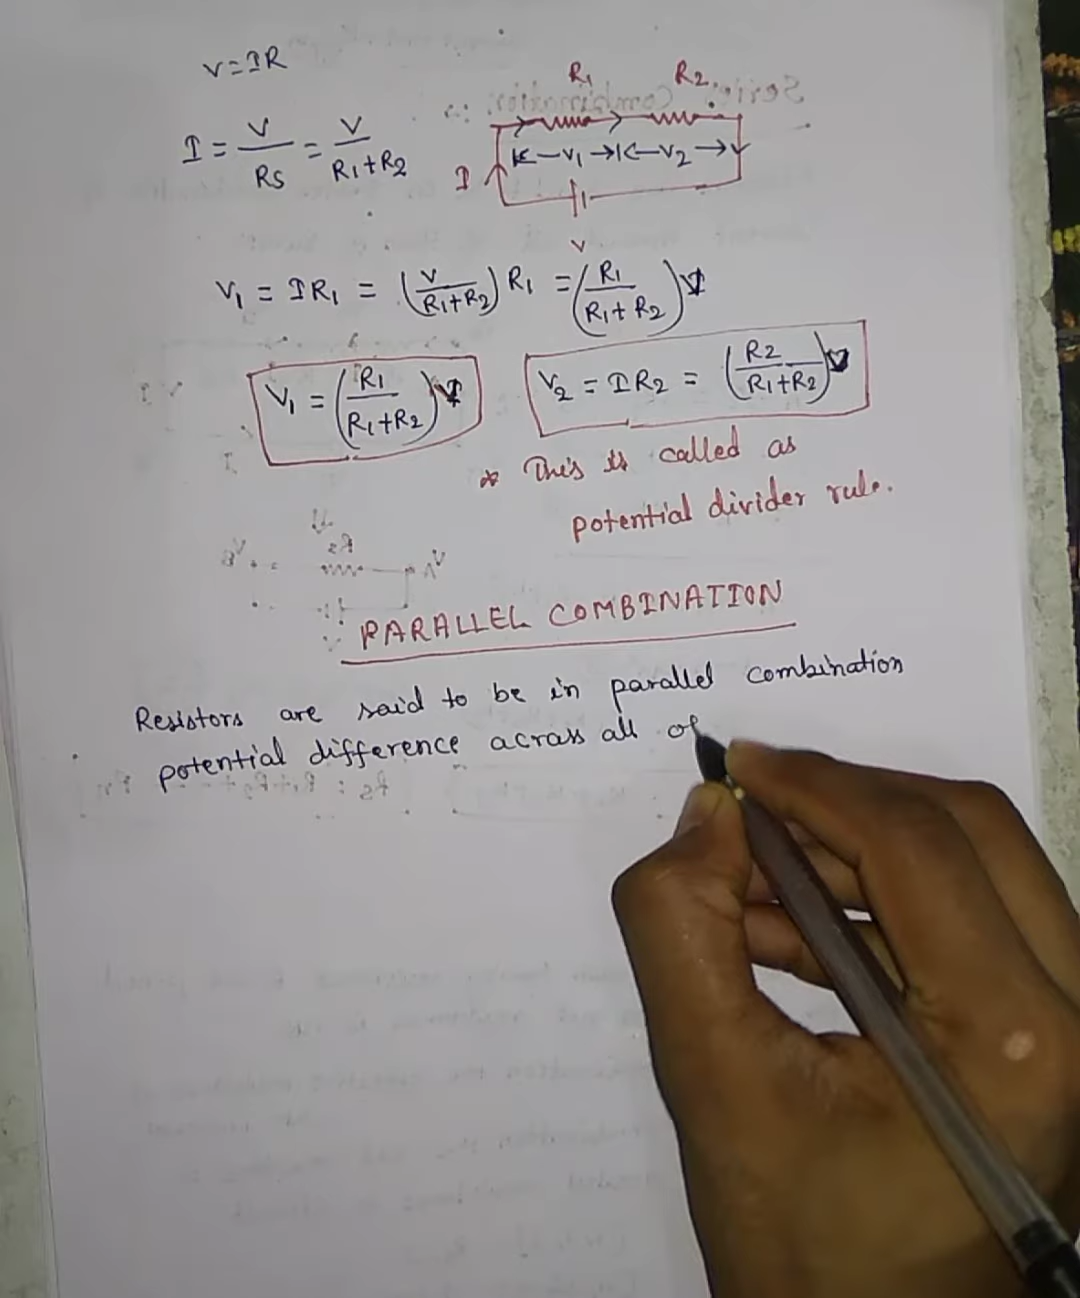 V=IR
I = V/RS = V/R1+R2
R1 R2
V1 V2
I
V
V1 = IR1 = (V/R1+R2) R1 = (R1/R1+R2)V
V1 = (R1/R1+R2)V
V2 = IR2 = (R2/R1+R2)V
* This is called as
potential divider rule.
PARALLEL COMBINATION
Resistors are said to be in parallel combination
potential difference acrass all of